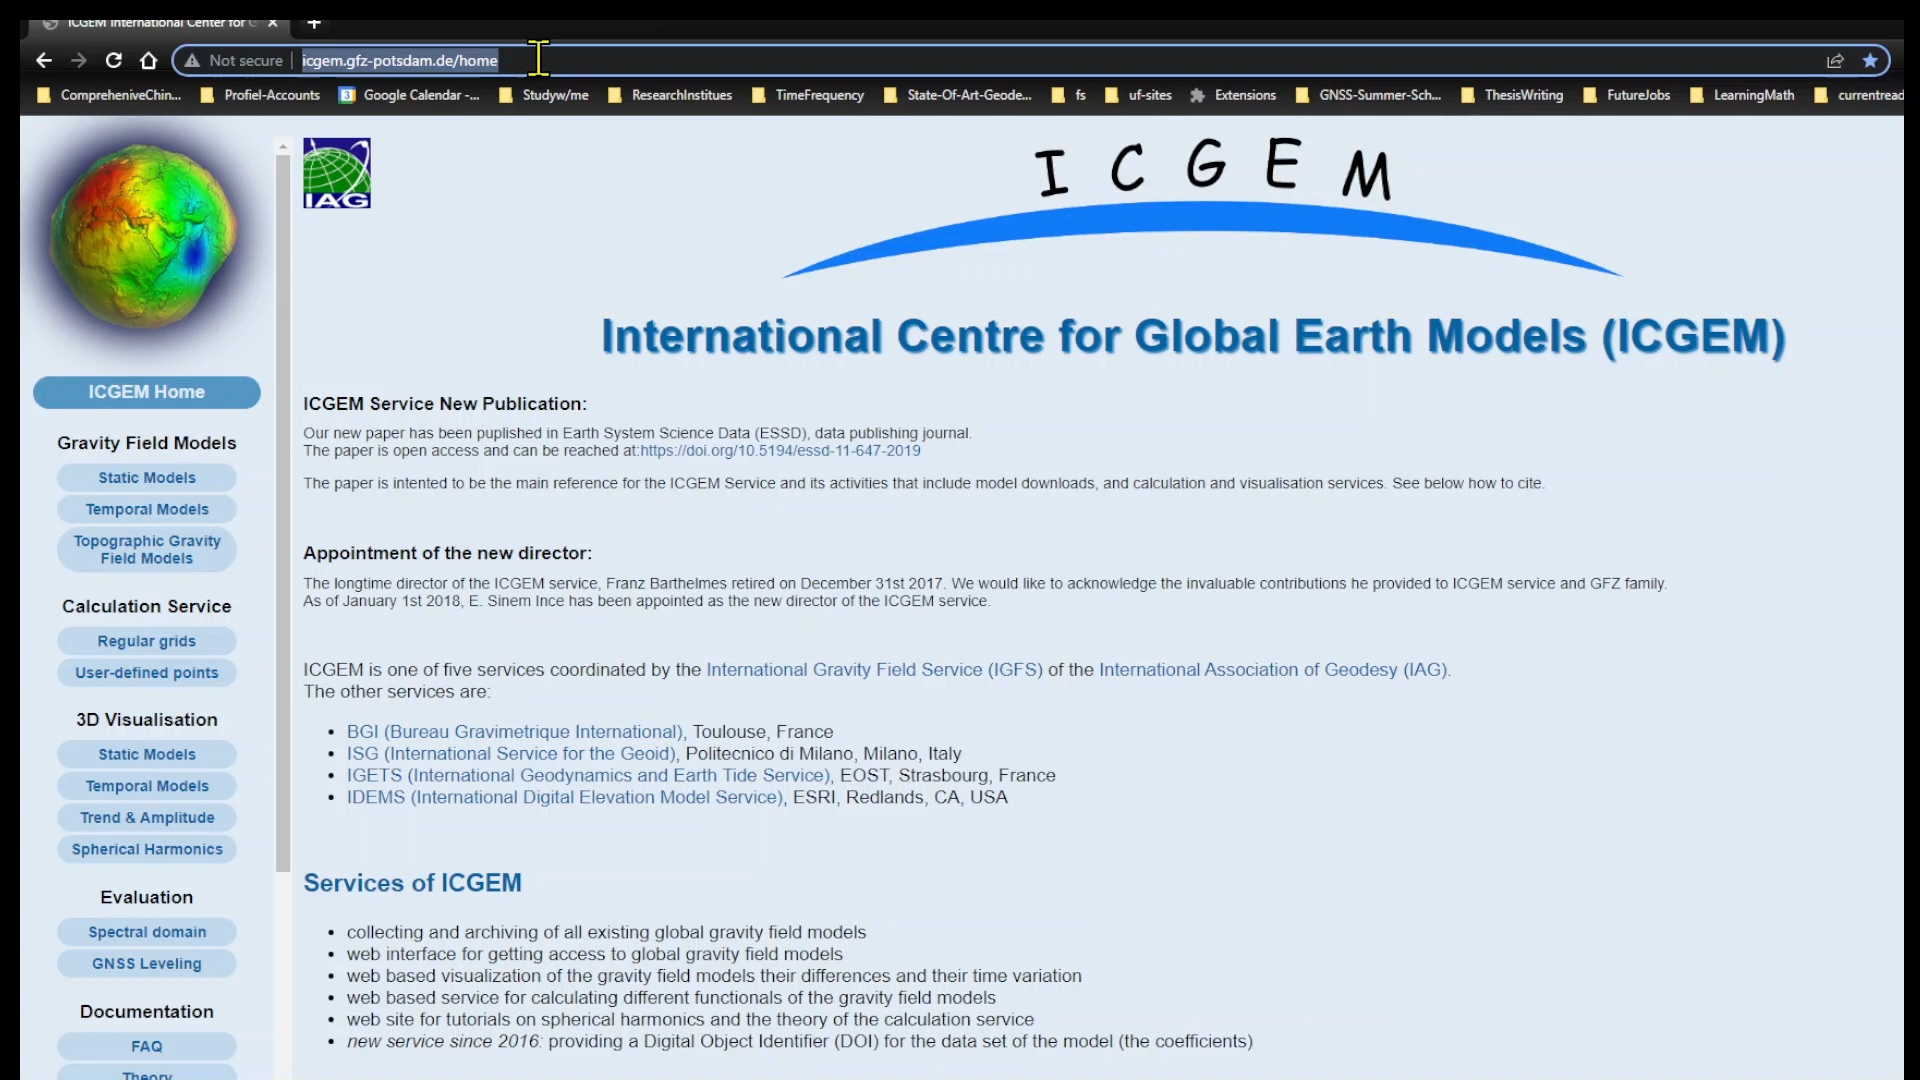 ICGEM International Center for G
Not secure
icgem.gfz-potsdam.de/home
CompreheniveChin...
Profiel-Accounts
3
Google Calendar -...
Studyw/me
ResearchInstitues
TimeFrequency
State-Of-Art-Geode...
fs
uf-sites
Extensions
GNSS-Summer-Sch...
ThesisWriting
FutureJobs
LearningMath
currentread
ICGEM Home
Gravity Field Models
Static Models
Temporal Models
Topographic Gravity
Field Models
Calculation Service
Regular grids
User-defined points
3D Visualisation
Static Models
Temporal Models
Trend & Amplitude
Spherical Harmonics
Evaluation
Spectral domain
GNSS Leveling
Documentation
FAQ
Theory
IAG
I C G E M
International Centre for Global Earth Models (ICGEM)
ICGEM Service New Publication:
Our new paper has been puplished in Earth System Science Data (ESSD), data publishing journal.
The paper is open access and can be reached at:https://doi.org/10.5194/essd-11-647-2019
The paper is intented to be the main reference for the ICGEM Service and its activities that include model downloads, and calculation and visualisation services. See below how to cite.
Appointment of the new director:
The longtime director of the ICGEM service, Franz Barthelmes retired on December 31st 2017. We would like to acknowledge the invaluable contributions he provided to ICGEM service and GFZ family.
As of January 1st 2018, E. Sinem Ince has been appointed as the new director of the ICGEM service.
ICGEM is one of five services coordinated by the International Gravity Field Service (IGFS) of the International Association of Geodesy (IAG).
The other services are:
• BGI (Bureau Gravimetrique International), Toulouse, France
• ISG (International Service for the Geoid), Politecnico di Milano, Milano, Italy
• IGETS (International Geodynamics and Earth Tide Service), EOST, Strasbourg, France
• IDEMS (International Digital Elevation Model Service), ESRI, Redlands, CA, USA
Services of ICGEM
• collecting and archiving of all existing global gravity field models
• web interface for getting access to global gravity field models
• web based visualization of the gravity field models their differences and their time variation
• web based service for calculating different functionals of the gravity field models
• web site for tutorials on spherical harmonics and the theory of the calculation service
• new service since 2016: providing a Digital Object Identifier (DOI) for the data set of the model (the coefficients)